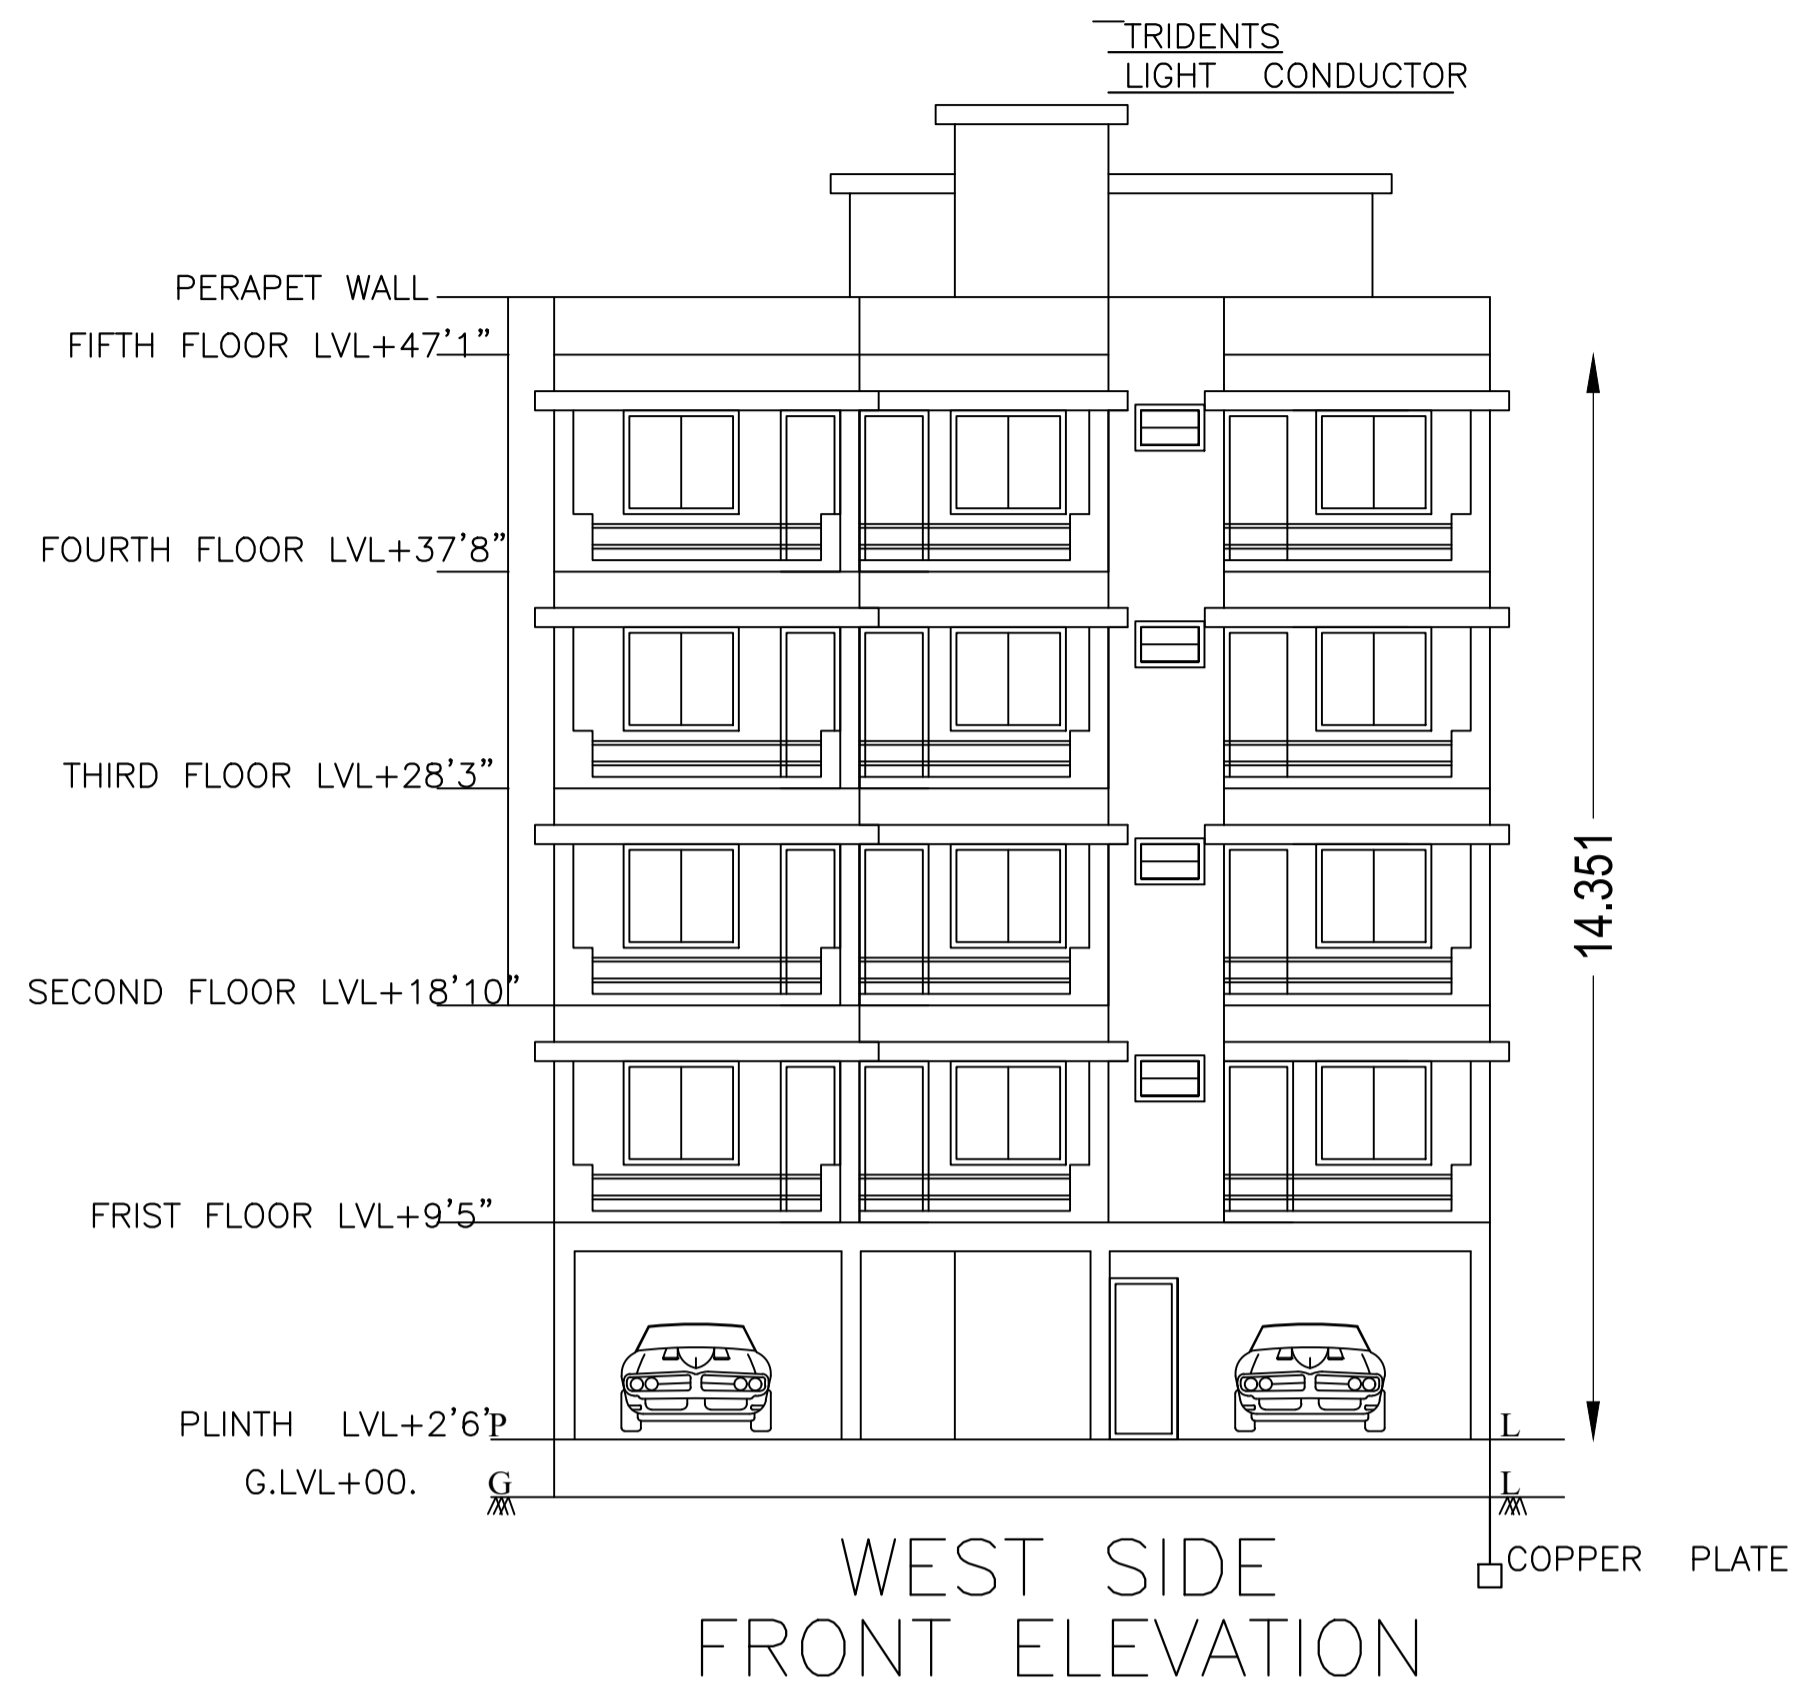 TRIDENTS
LIGHT CONDUCTOR
PERAPET WALL
FIFTH FLOOR LVL+47'1"
FOURTH FLOOR LVL+37'8"
THIRD FLOOR LVL+28'3"
14.351
SECOND FLOOR LVL+18'10"
FRIST FLOOR LVL+9'5"
PLINTH LVL+2'6'P L
G.LVL+00. G L
COPPER PLATE
WEST SIDE
FRONT ELEVATION